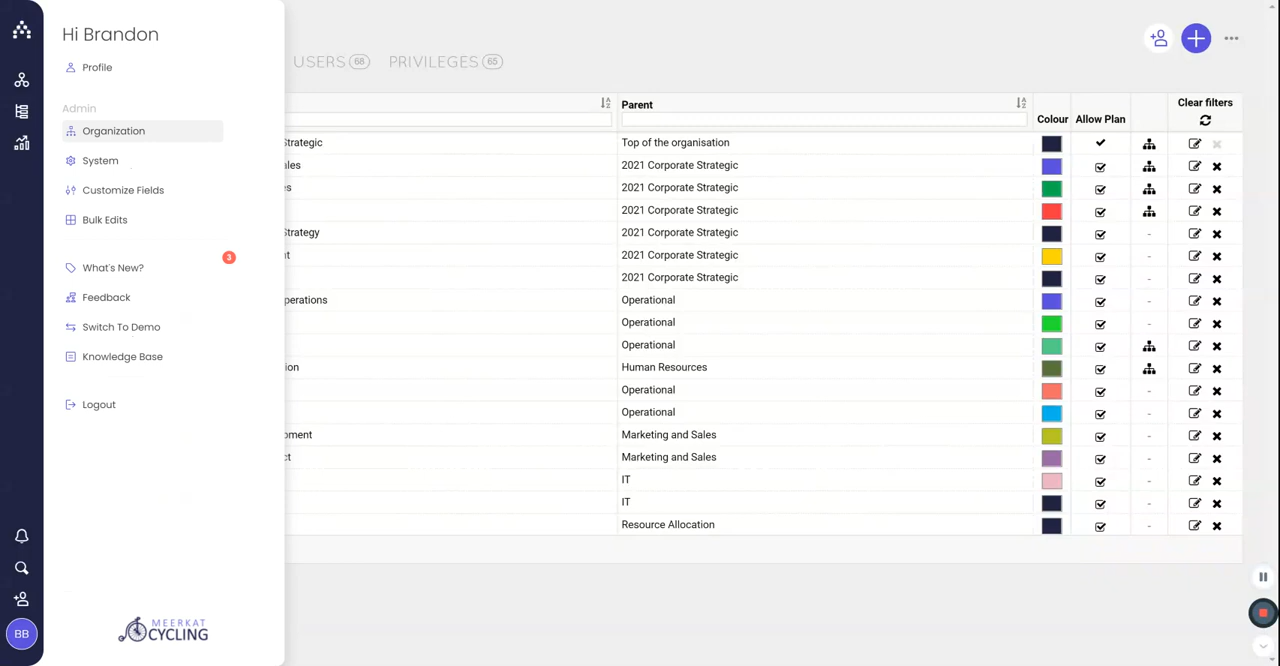 Hi Brandon
Profile
Admin
Organization
System
Customize Fields
Bulk Edits
What's New?
3
Feedback
Switch To Demo
Knowledge Base
Logout
BB
MEERKAT
CYCLING
USERS 68 PRIVILEGES 65
Parent Colour Allow Plan Clear filters
Strategic Top of the organisation
les 2021 Corporate Strategic
s 2021 Corporate Strategic
2021 Corporate Strategic
Strategy 2021 Corporate Strategic -
t 2021 Corporate Strategic -
2021 Corporate Strategic -
perations Operational -
Operational -
Operational
ion Human Resources
Operational -
Operational -
pment Marketing and Sales -
ct Marketing and Sales -
IT -
IT -
Resource Allocation -